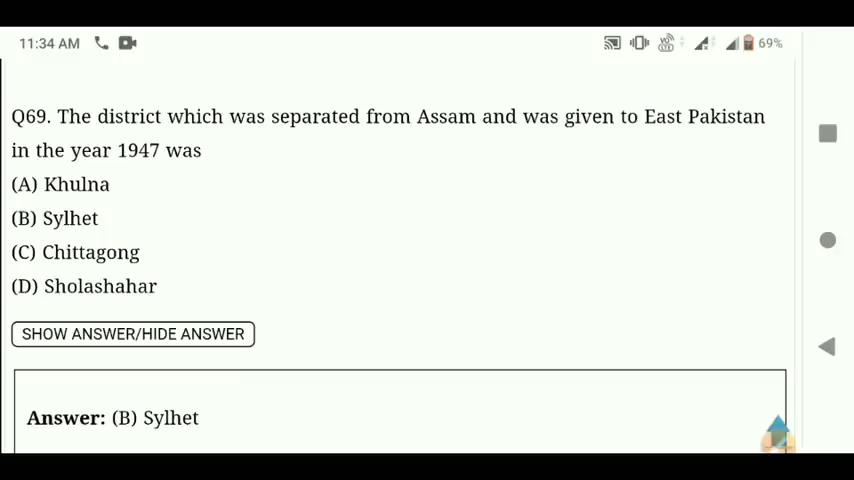 11:34 AM 69%
Q69. The district which was separated from Assam and was given to East Pakistan
in the year 1947 was
(A) Khulna
(B) Sylhet
(C) Chittagong
(D) Sholashahar
SHOW ANSWER/HIDE ANSWER
Answer: (B) Sylhet